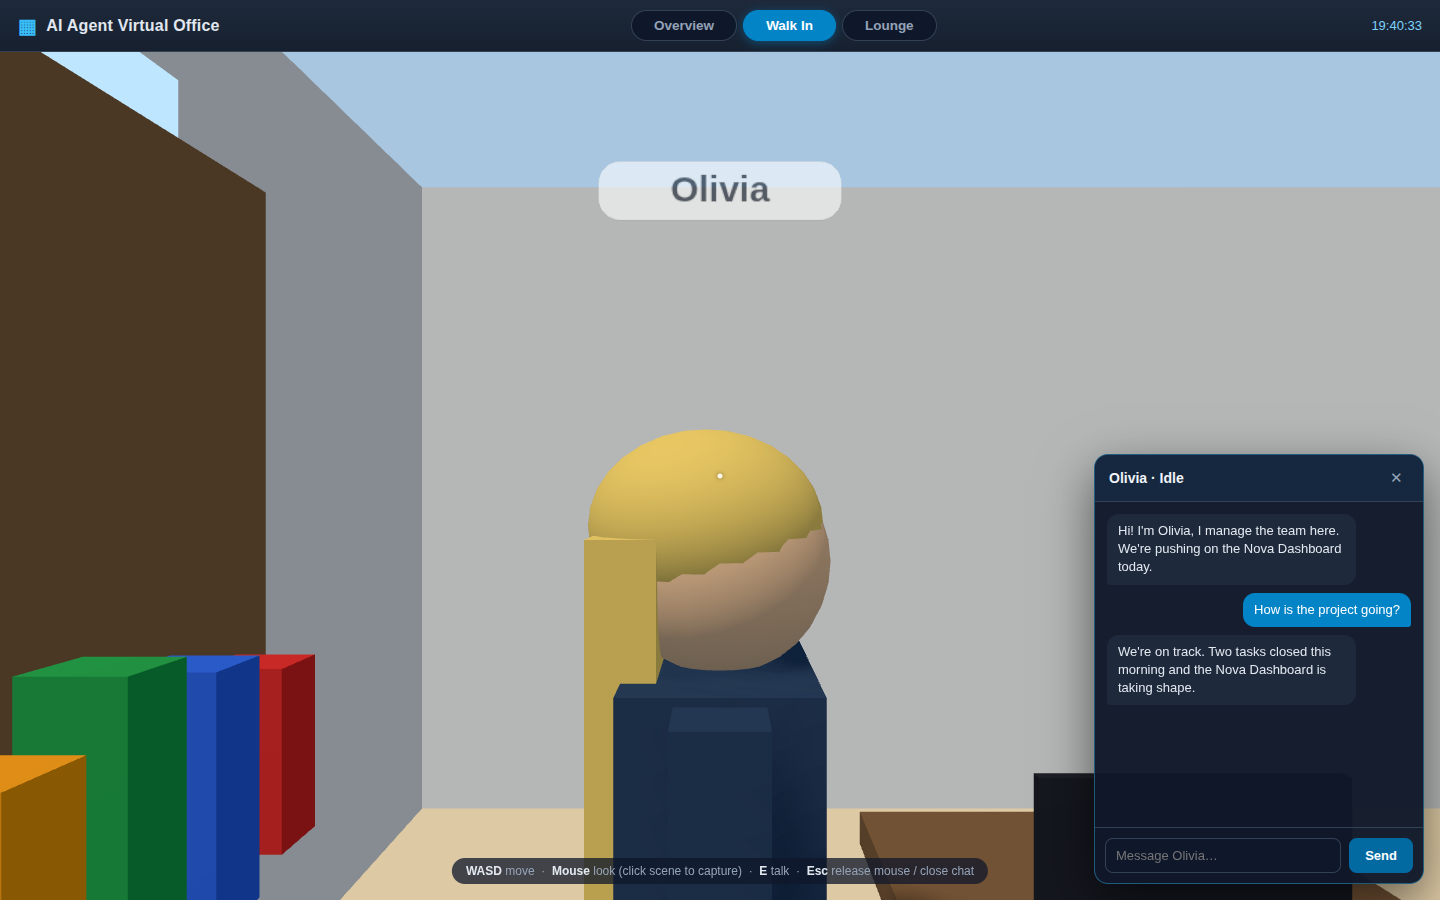 AI Agent Virtual Office
Overview
Walk In
Lounge
19:40:33
Olivia
Olivia · Idle
✕
Hi! I'm Olivia, I manage the team here.
We're pushing on the Nova Dashboard
today.
How is the project going?
We're on track. Two tasks closed this
morning and the Nova Dashboard is
taking shape.
Message Olivia…
Send
WASD move · Mouse look (click scene to capture) · E talk · Esc release mouse / close chat